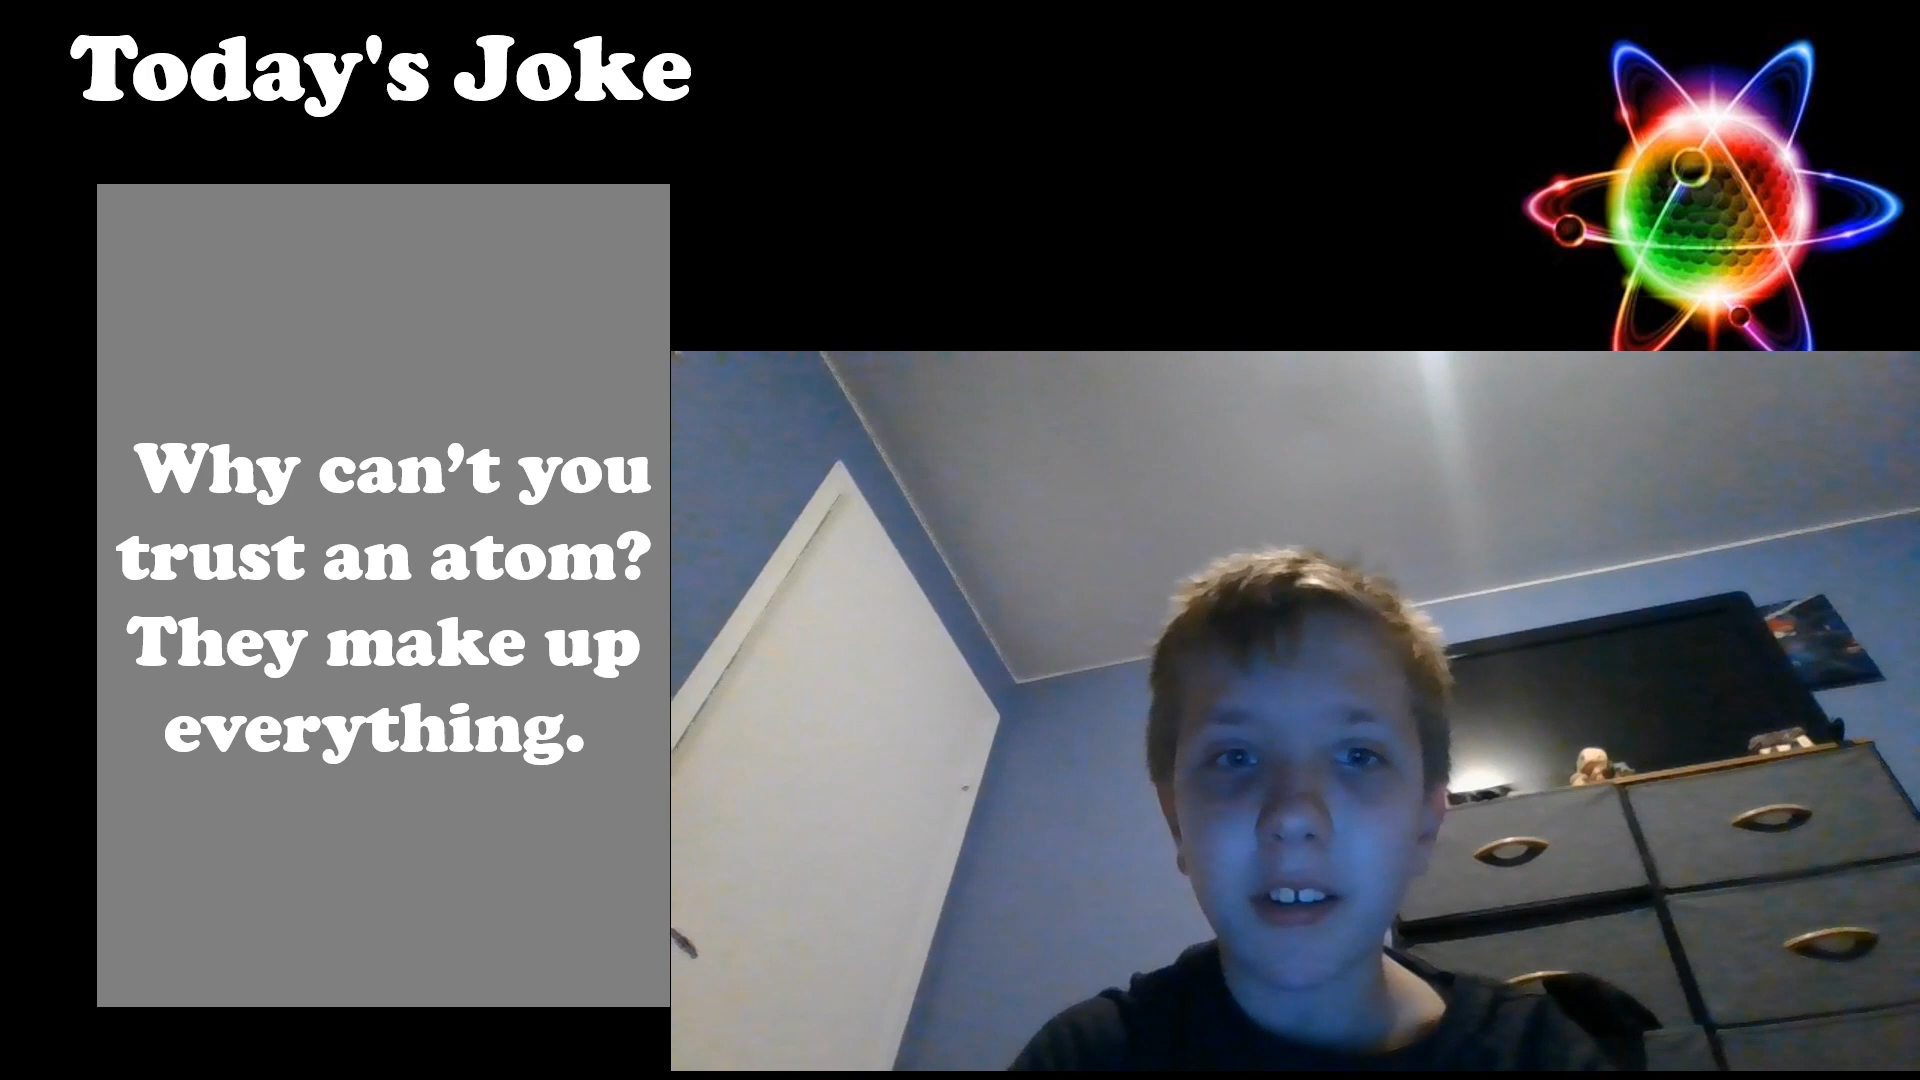 Today's Joke
Why can’t you
trust an atom?
They make up
everything.